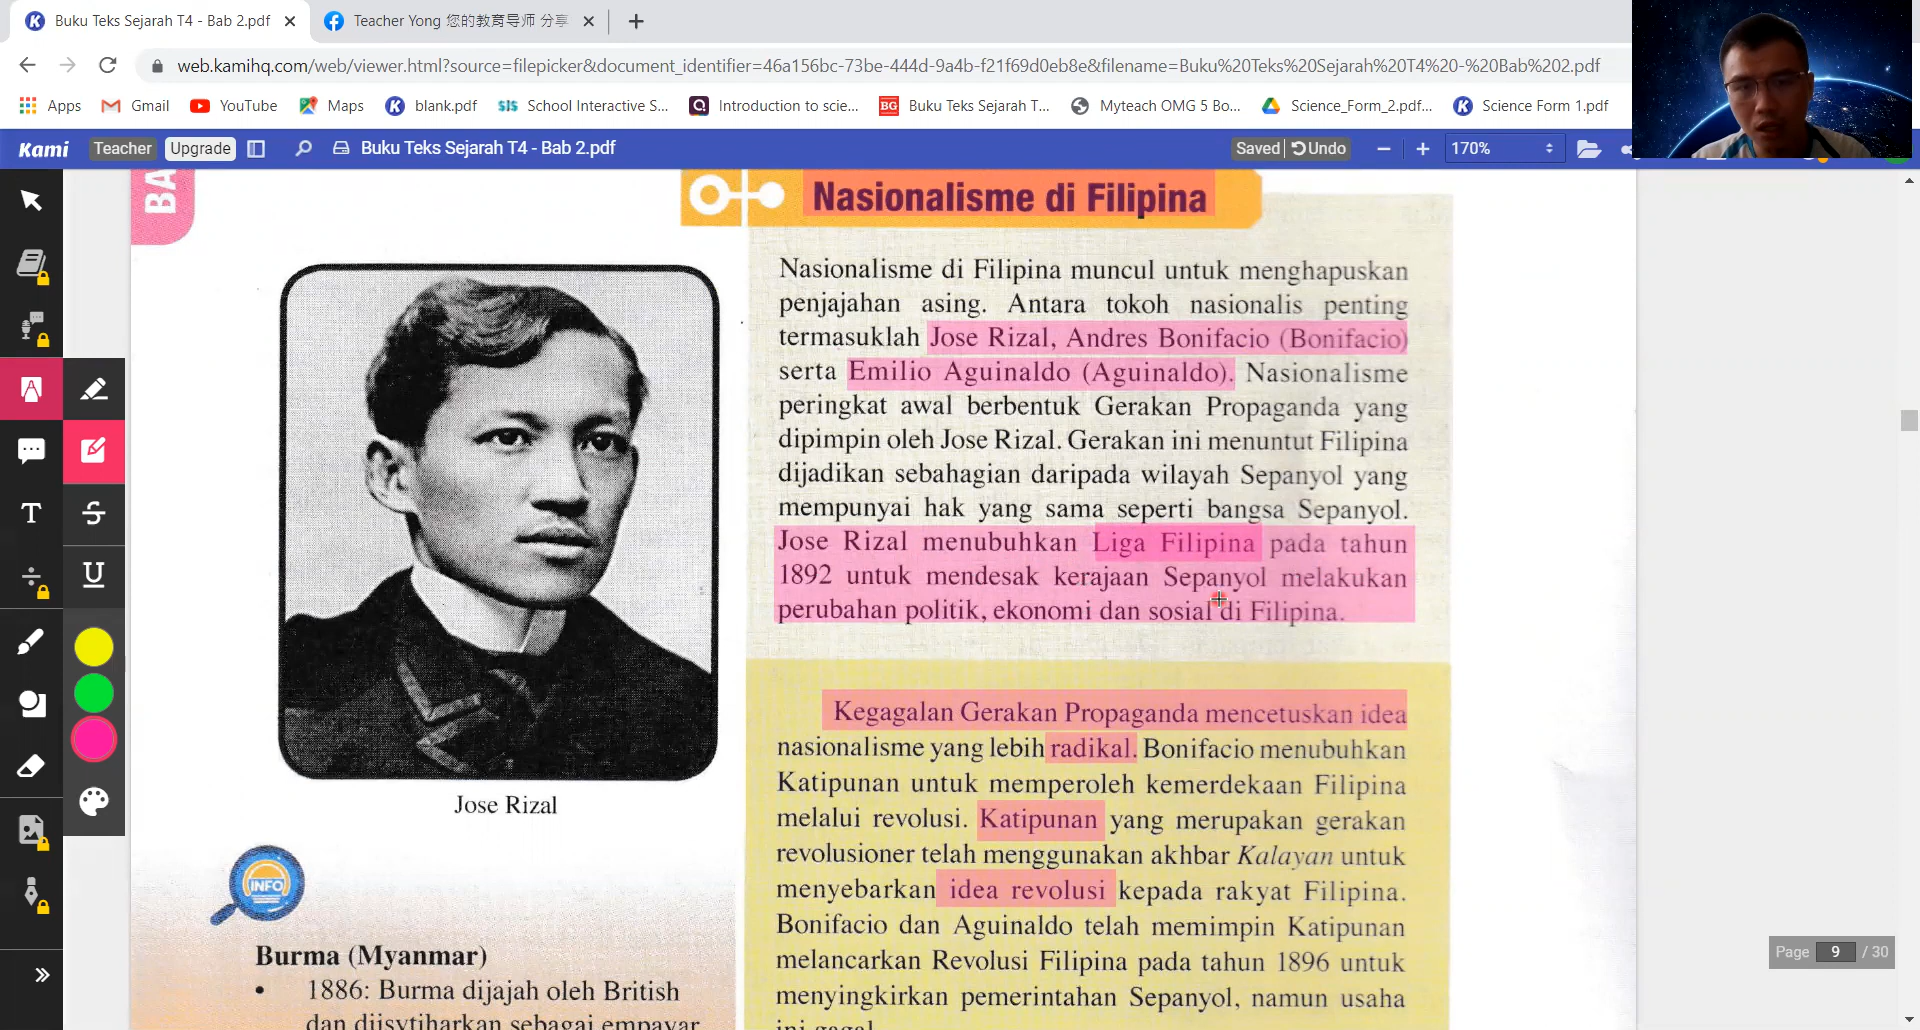 Buku Teks Sejarah T4 - Bab 2.pdf
Teacher Yong 您的教育导师 分享
web.kamihq.com/web/viewer.html?source=filepicker&document_identifier=46a156bc-73be-444d-9a4b-f21f69d0eb8e&filename=Buku%20Teks%20Sejarah%20T4%20-%20Bab%202.pdf
Apps Gmail YouTube Maps blank.pdf School Interactive S... Introduction to scie... Buku Teks Sejarah T... Myteach OMG 5 Bo... Science_Form_2.pdf... Science Form 1.pdf
Kami Teacher Upgrade Buku Teks Sejarah T4 - Bab 2.pdf Saved Undo 170%
BA
Nasionalisme di Filipina
Nasionalisme di Filipina muncul untuk menghapuskan
penjajahan asing. Antara tokoh nasionalis penting
termasuklah Jose Rizal, Andres Bonifacio (Bonifacio)
serta Emilio Aguinaldo (Aguinaldo). Nasionalisme
peringkat awal berbentuk Gerakan Propaganda yang
dipimpin oleh Jose Rizal. Gerakan ini menuntut Filipina
dijadikan sebahagian daripada wilayah Sepanyol yang
mempunyai hak yang sama seperti bangsa Sepanyol.
Jose Rizal menubuhkan Liga Filipina pada tahun
1892 untuk mendesak kerajaan Sepanyol melakukan
perubahan politik, ekonomi dan sosial di Filipina.
Kegagalan Gerakan Propaganda mencetuskan idea
nasionalisme yang lebih radikal. Bonifacio menubuhkan
Katipunan untuk memperoleh kemerdekaan Filipina
melalui revolusi. Katipunan yang merupakan gerakan
revolusioner telah menggunakan akhbar Kalayan untuk
menyebarkan idea revolusi kepada rakyat Filipina.
Bonifacio dan Aguinaldo telah memimpin Katipunan
melancarkan Revolusi Filipina pada tahun 1896 untuk
menyingkirkan pemerintahan Sepanyol, namun usaha
ini gagal
Jose Rizal
INFO
Burma (Myanmar)
• 1886: Burma dijajah oleh British
dan diisytiharkan sebagai empayar
Page 9 / 30